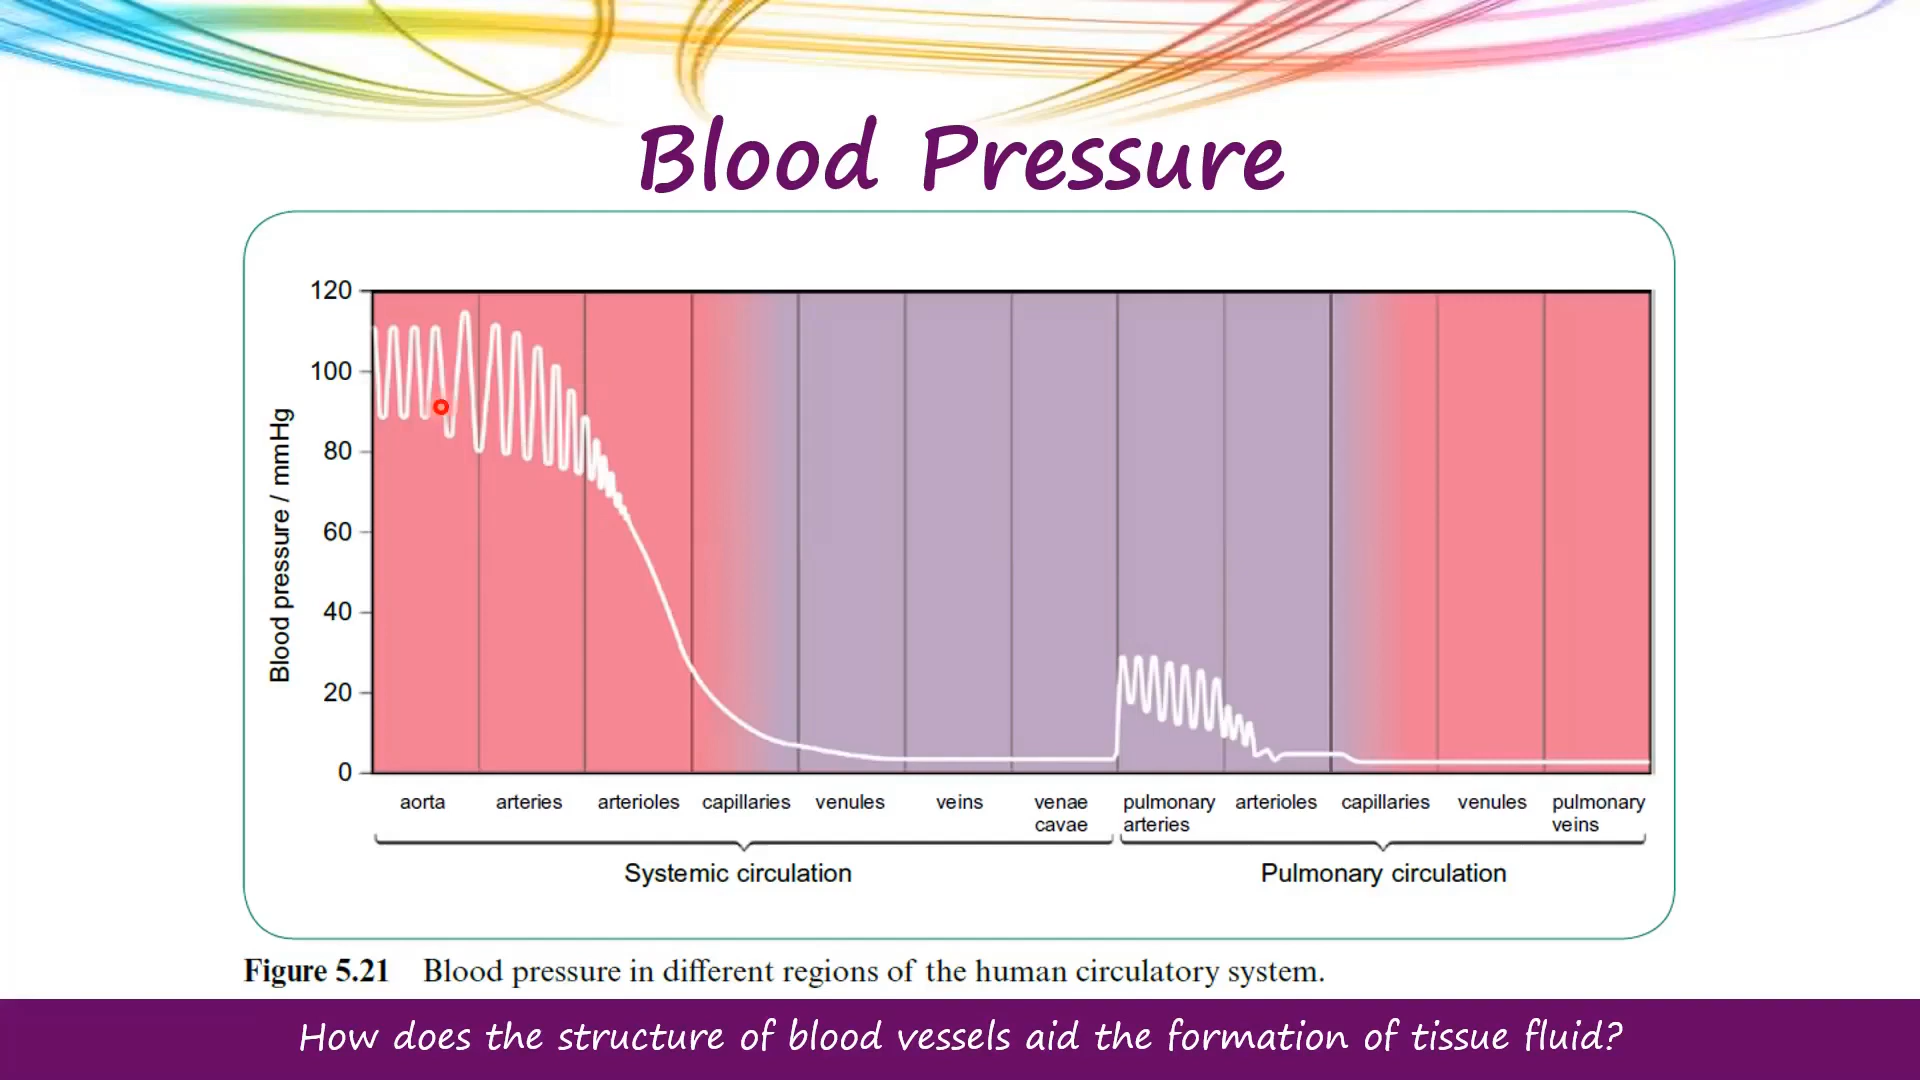 Blood Pressure
120
100
80
60
40
20
0
Blood pressure / mmHg
aorta arteries arterioles capillaries venules veins venae cavae pulmonary arteries arterioles capillaries venules pulmonary veins
Systemic circulation Pulmonary circulation
Figure 5.21 Blood pressure in different regions of the human circulatory system.
How does the structure of blood vessels aid the formation of tissue fluid?